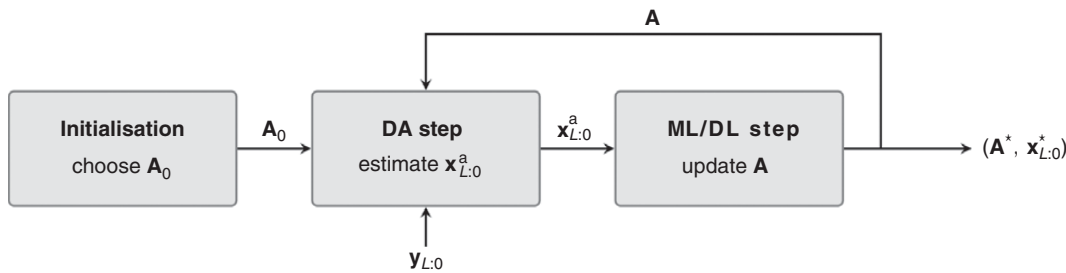 A
Initialisation
choose A₀
A₀
DA step
estimate xᵃL:0
xᵃL:0
ML/DL step
update A
(A*, x*L:0)
yL:0